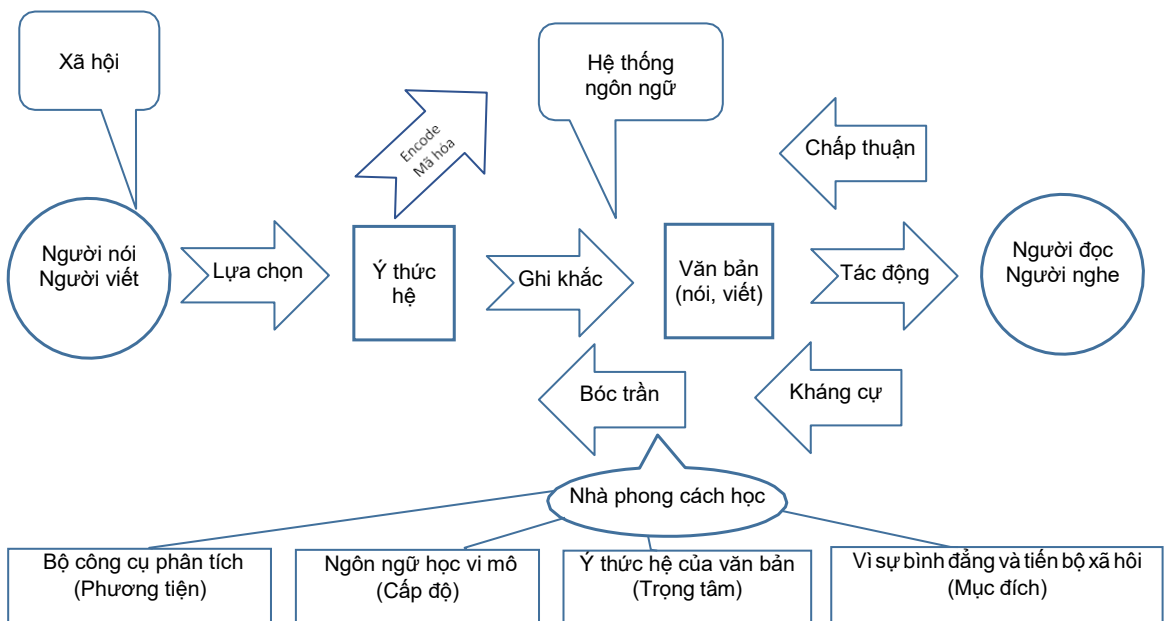 Xã hội
Hệ thống
ngôn ngữ
Encode
Mã hóa
Chấp thuận
Người nói
Người viết
Lựa chọn
Ý thức
hệ
Ghi khắc
Văn bản
(nói, viết)
Tác động
Người đọc
Người nghe
Bóc trần
Kháng cự
Nhà phong cách học
Bộ công cụ phân tích
(Phương tiện)
Ngôn ngữ học vi mô
(Cấp độ)
Ý thức hệ của văn bản
(Trọng tâm)
Vì sự bình đẳng và tiến bộ xã hôi
(Mục đích)